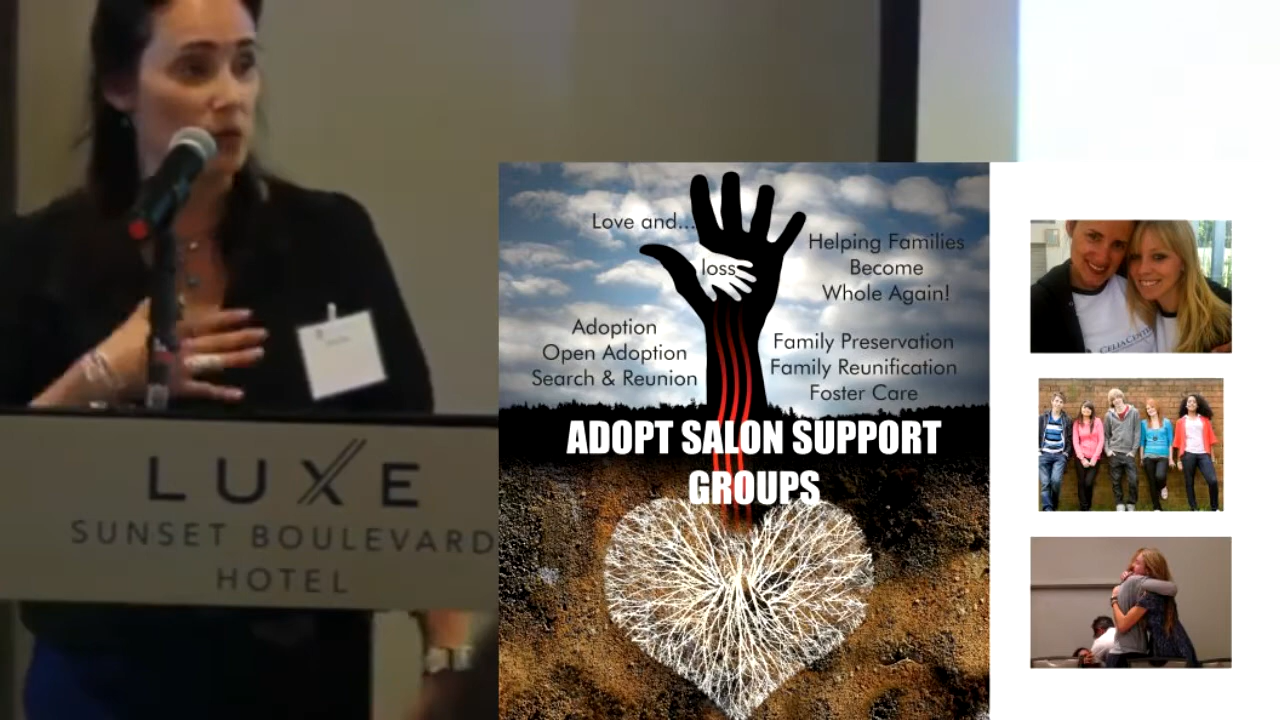 LUXE
SUNSET BOULEVARD
HOTEL
Love and...
loss
Helping Families
Become
Whole Again!
Adoption
Open Adoption
Search & Reunion
Family Preservation
Family Reunification
Foster Care
ADOPT SALON SUPPORT
GROUPS